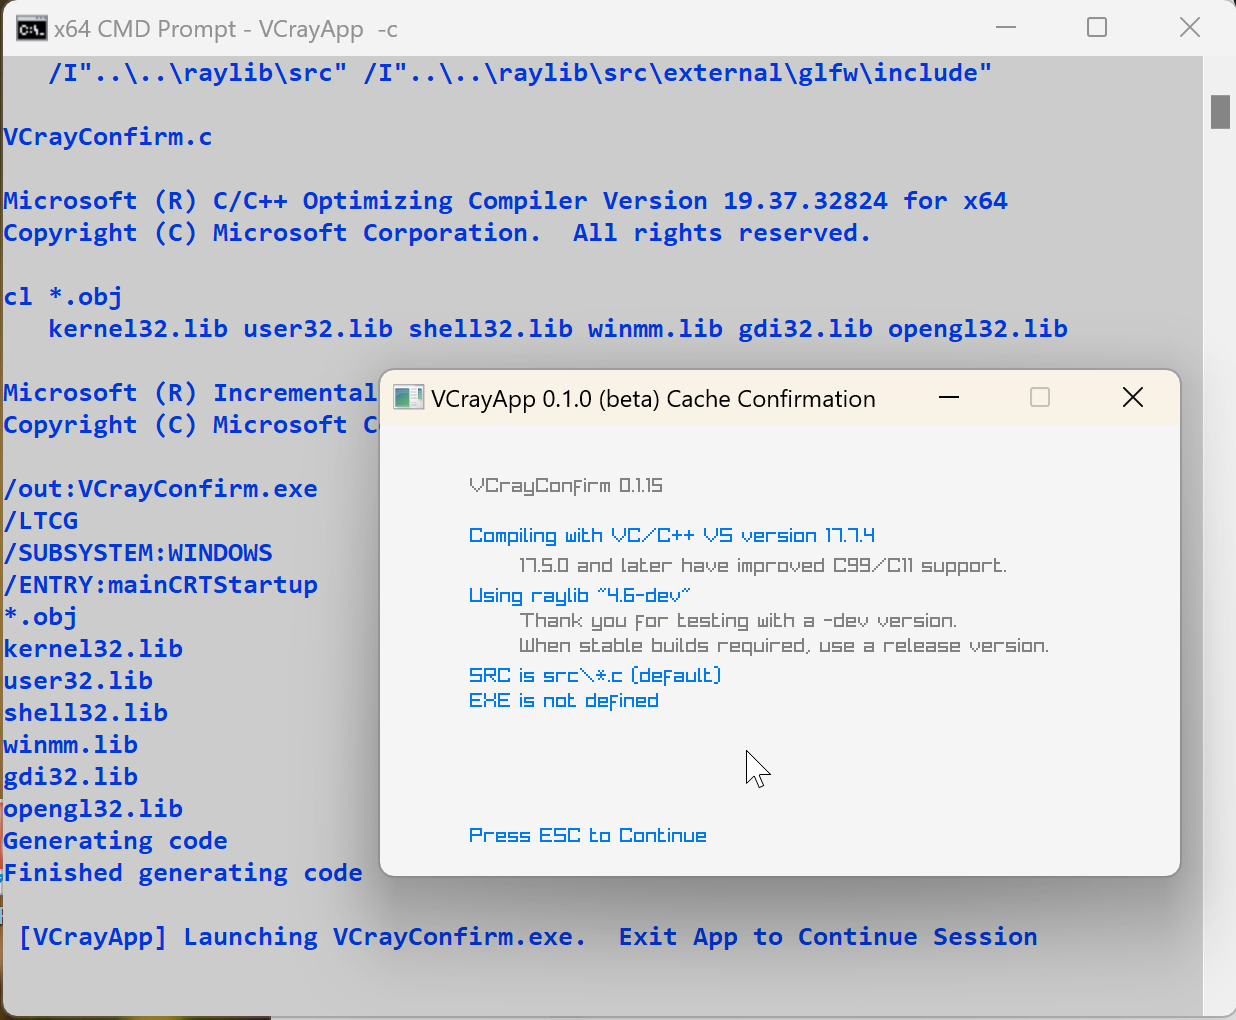 x64 CMD Prompt - VCrayApp -c
/I"..\..\raylib\src" /I"..\..\raylib\src\external\glfw\include"
VCrayConfirm.c
Microsoft (R) C/C++ Optimizing Compiler Version 19.37.32824 for x64
Copyright (C) Microsoft Corporation. All rights reserved.
cl *.obj
kernel32.lib user32.lib shell32.lib winmm.lib gdi32.lib opengl32.lib
Microsoft (R) Incremental
Copyright (C) Microsoft C
/out:VCrayConfirm.exe
/LTCG
/SUBSYSTEM:WINDOWS
/ENTRY:mainCRTStartup
*.obj
kernel32.lib
user32.lib
shell32.lib
winmm.lib
gdi32.lib
opengl32.lib
Generating code
Finished generating code
[VCrayApp] Launching VCrayConfirm.exe. Exit App to Continue Session
VCrayApp 0.1.0 (beta) Cache Confirmation
VCrayConfirm 0.1.15
Compiling with VC/C++ VS version 17.7.4
17.5.0 and later have improved C99/C11 support.
Using raylib "4.6-dev"
Thank you for testing with a -dev version.
When stable builds required, use a release version.
SRC is src\*.c (default)
EXE is not defined
Press ESC to Continue